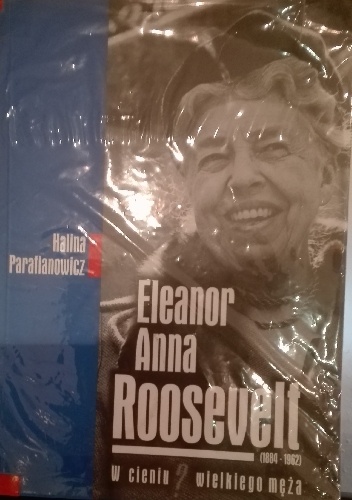 Halina
Parafianowicz
Eleanor
Anna
Roosevelt
(1884-1962)
W cieniu ? wielkiego męża